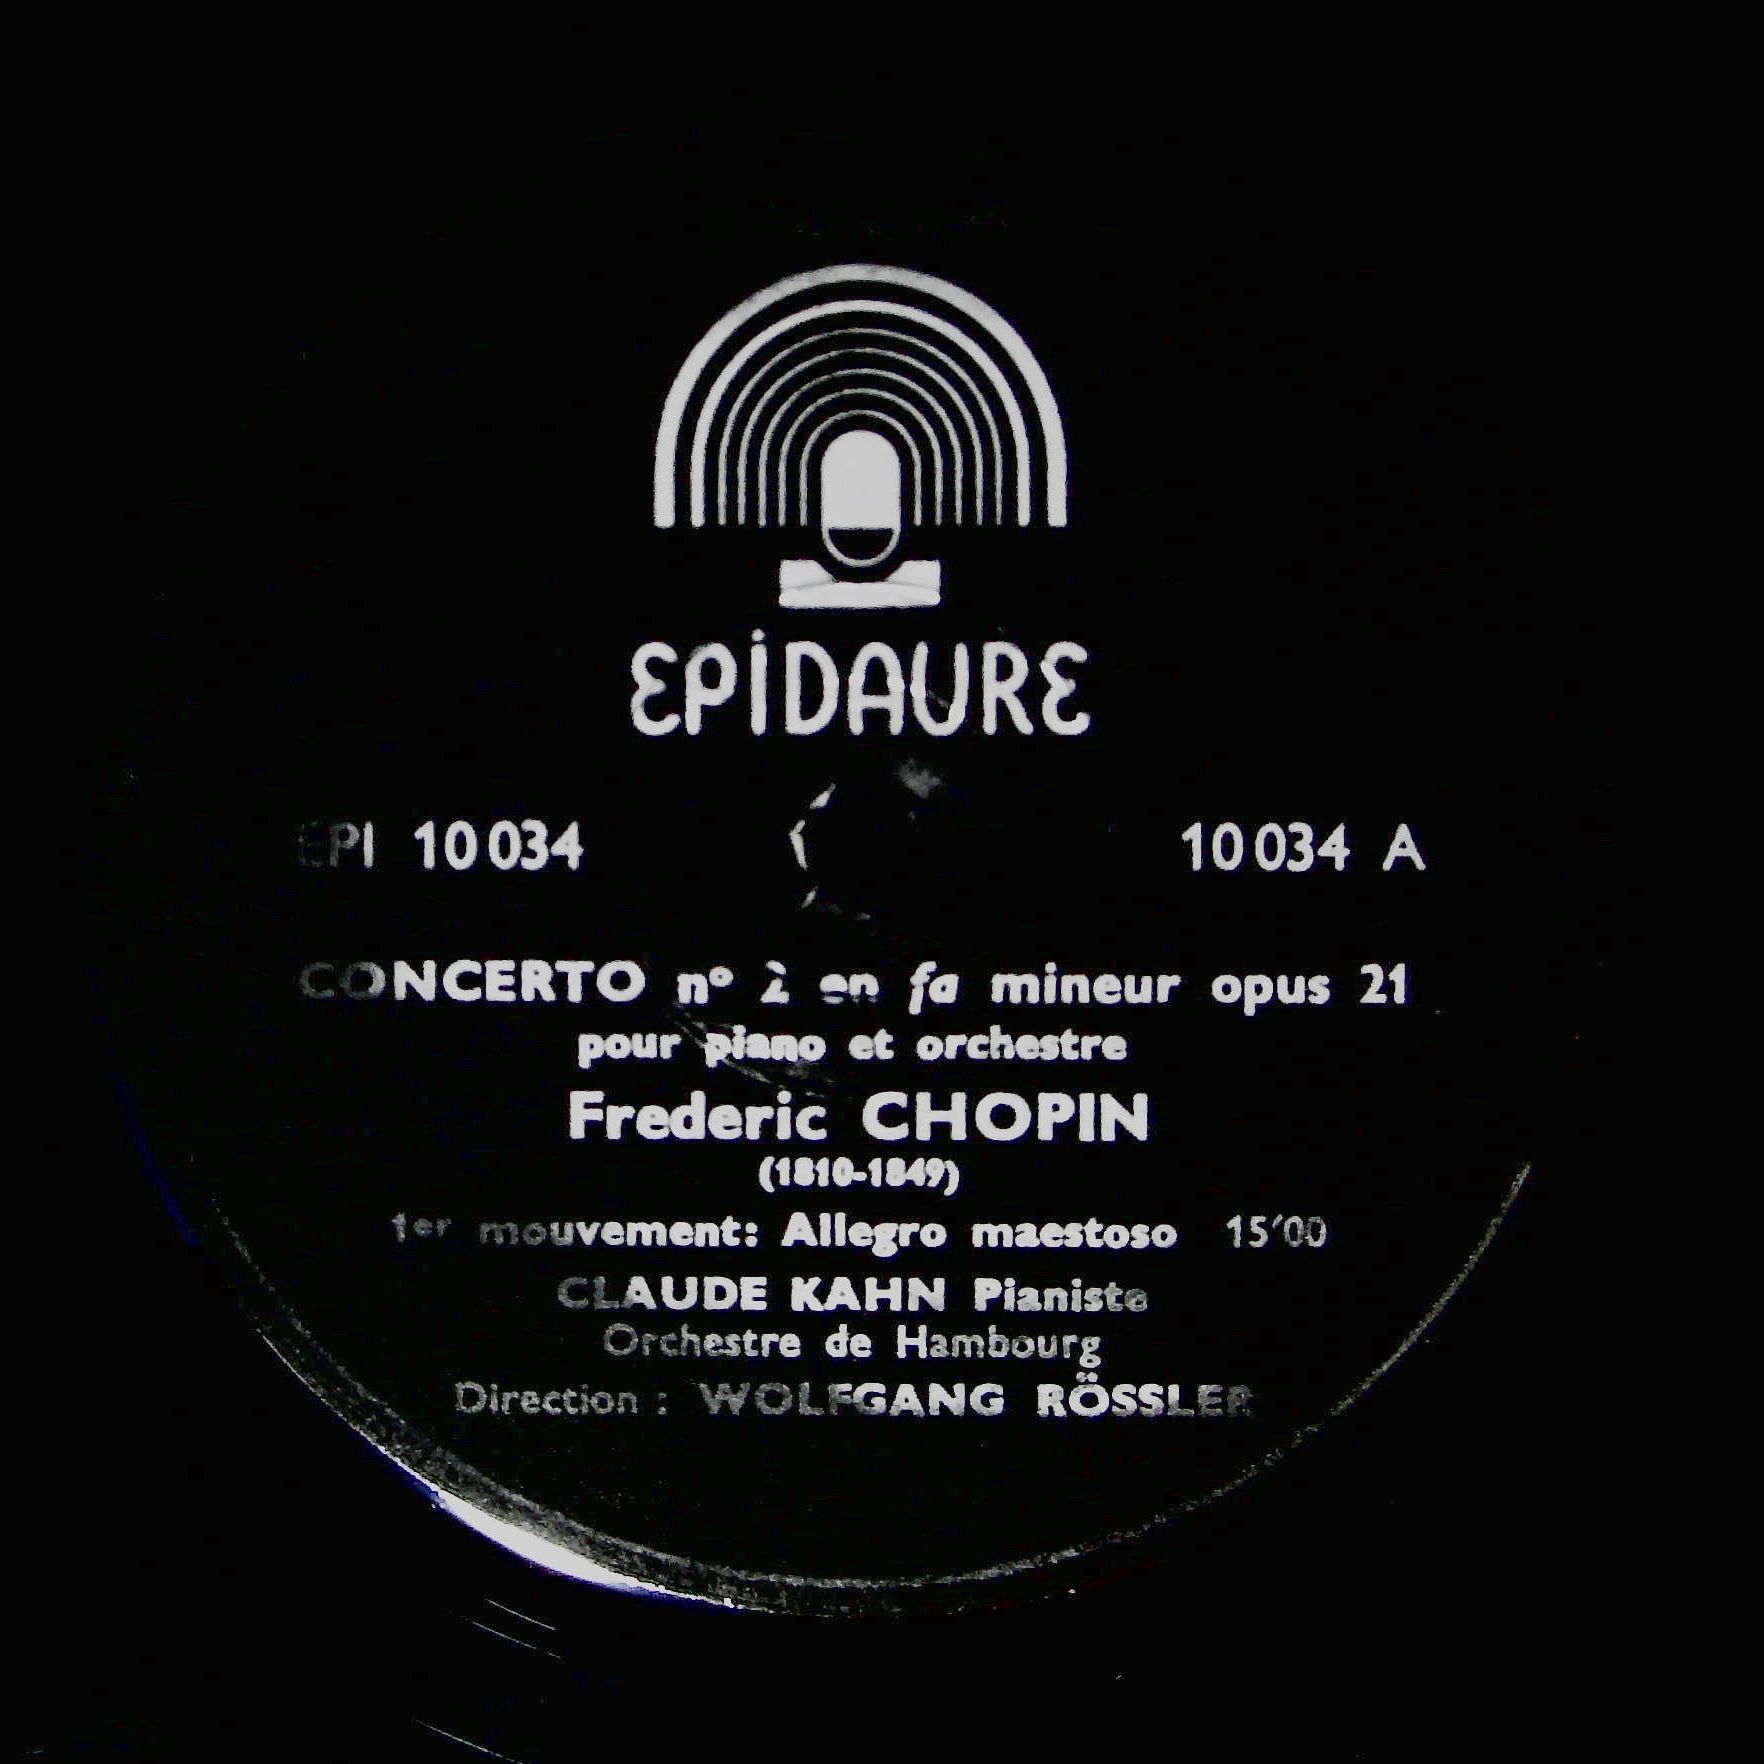 EPIDAURE
EPI 10034 10034 A
CONCERTO n° 2 en fa mineur opus 21
pour piano et orchestre
Frederic CHOPIN
(1810-1849)
1er mouvement: Allegro maestoso 15'00
CLAUDE KAHN Pianiste
Orchestre de Hambourg
Direction : WOLFGANG RÖSSLER